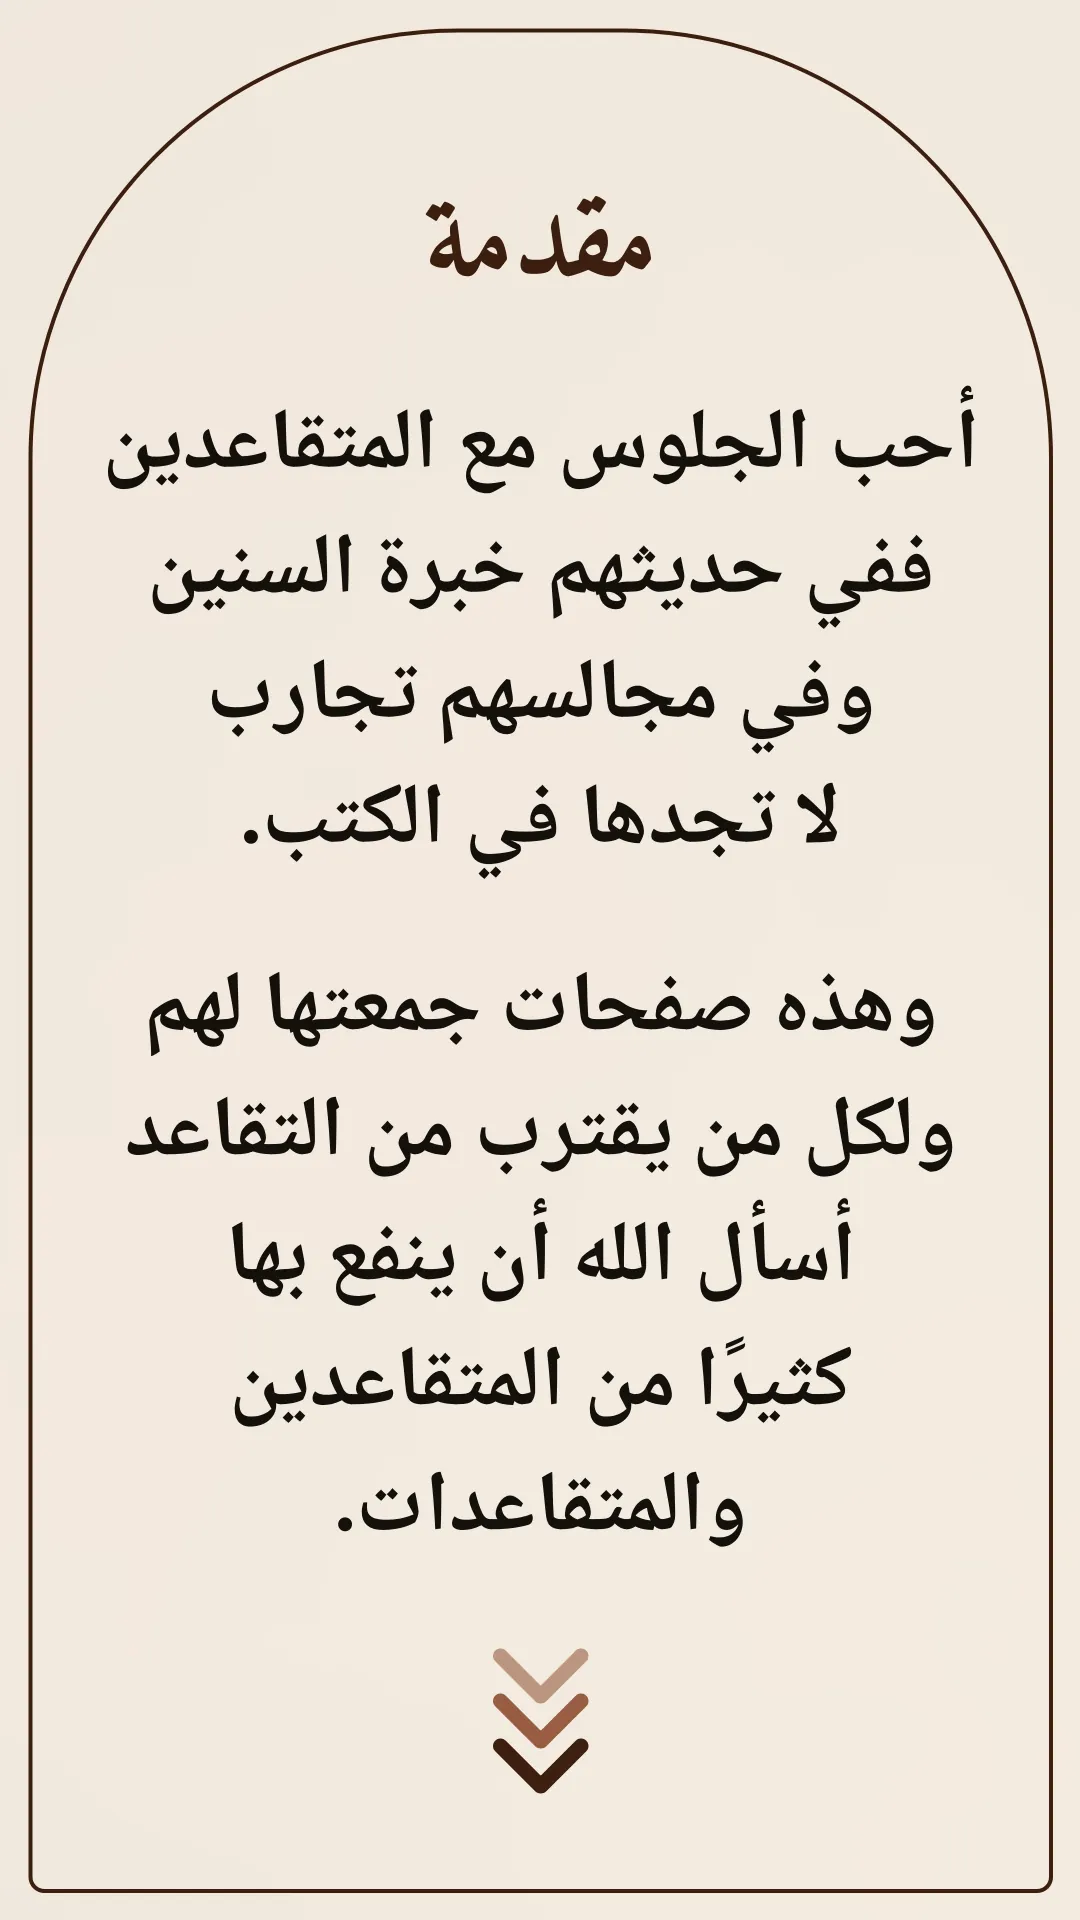 مقدمة
أحب الجلوس مع المتقاعدين
ففي حديثهم خبرة السنين
وفي مجالسهم تجارب
لا تجدها في الكتب.
وهذه صفحات جمعتها لهم
ولكل من يقترب من التقاعد
أسأل الله أن ينفع بها
كثيرًا من المتقاعدين
والمتقاعدات.